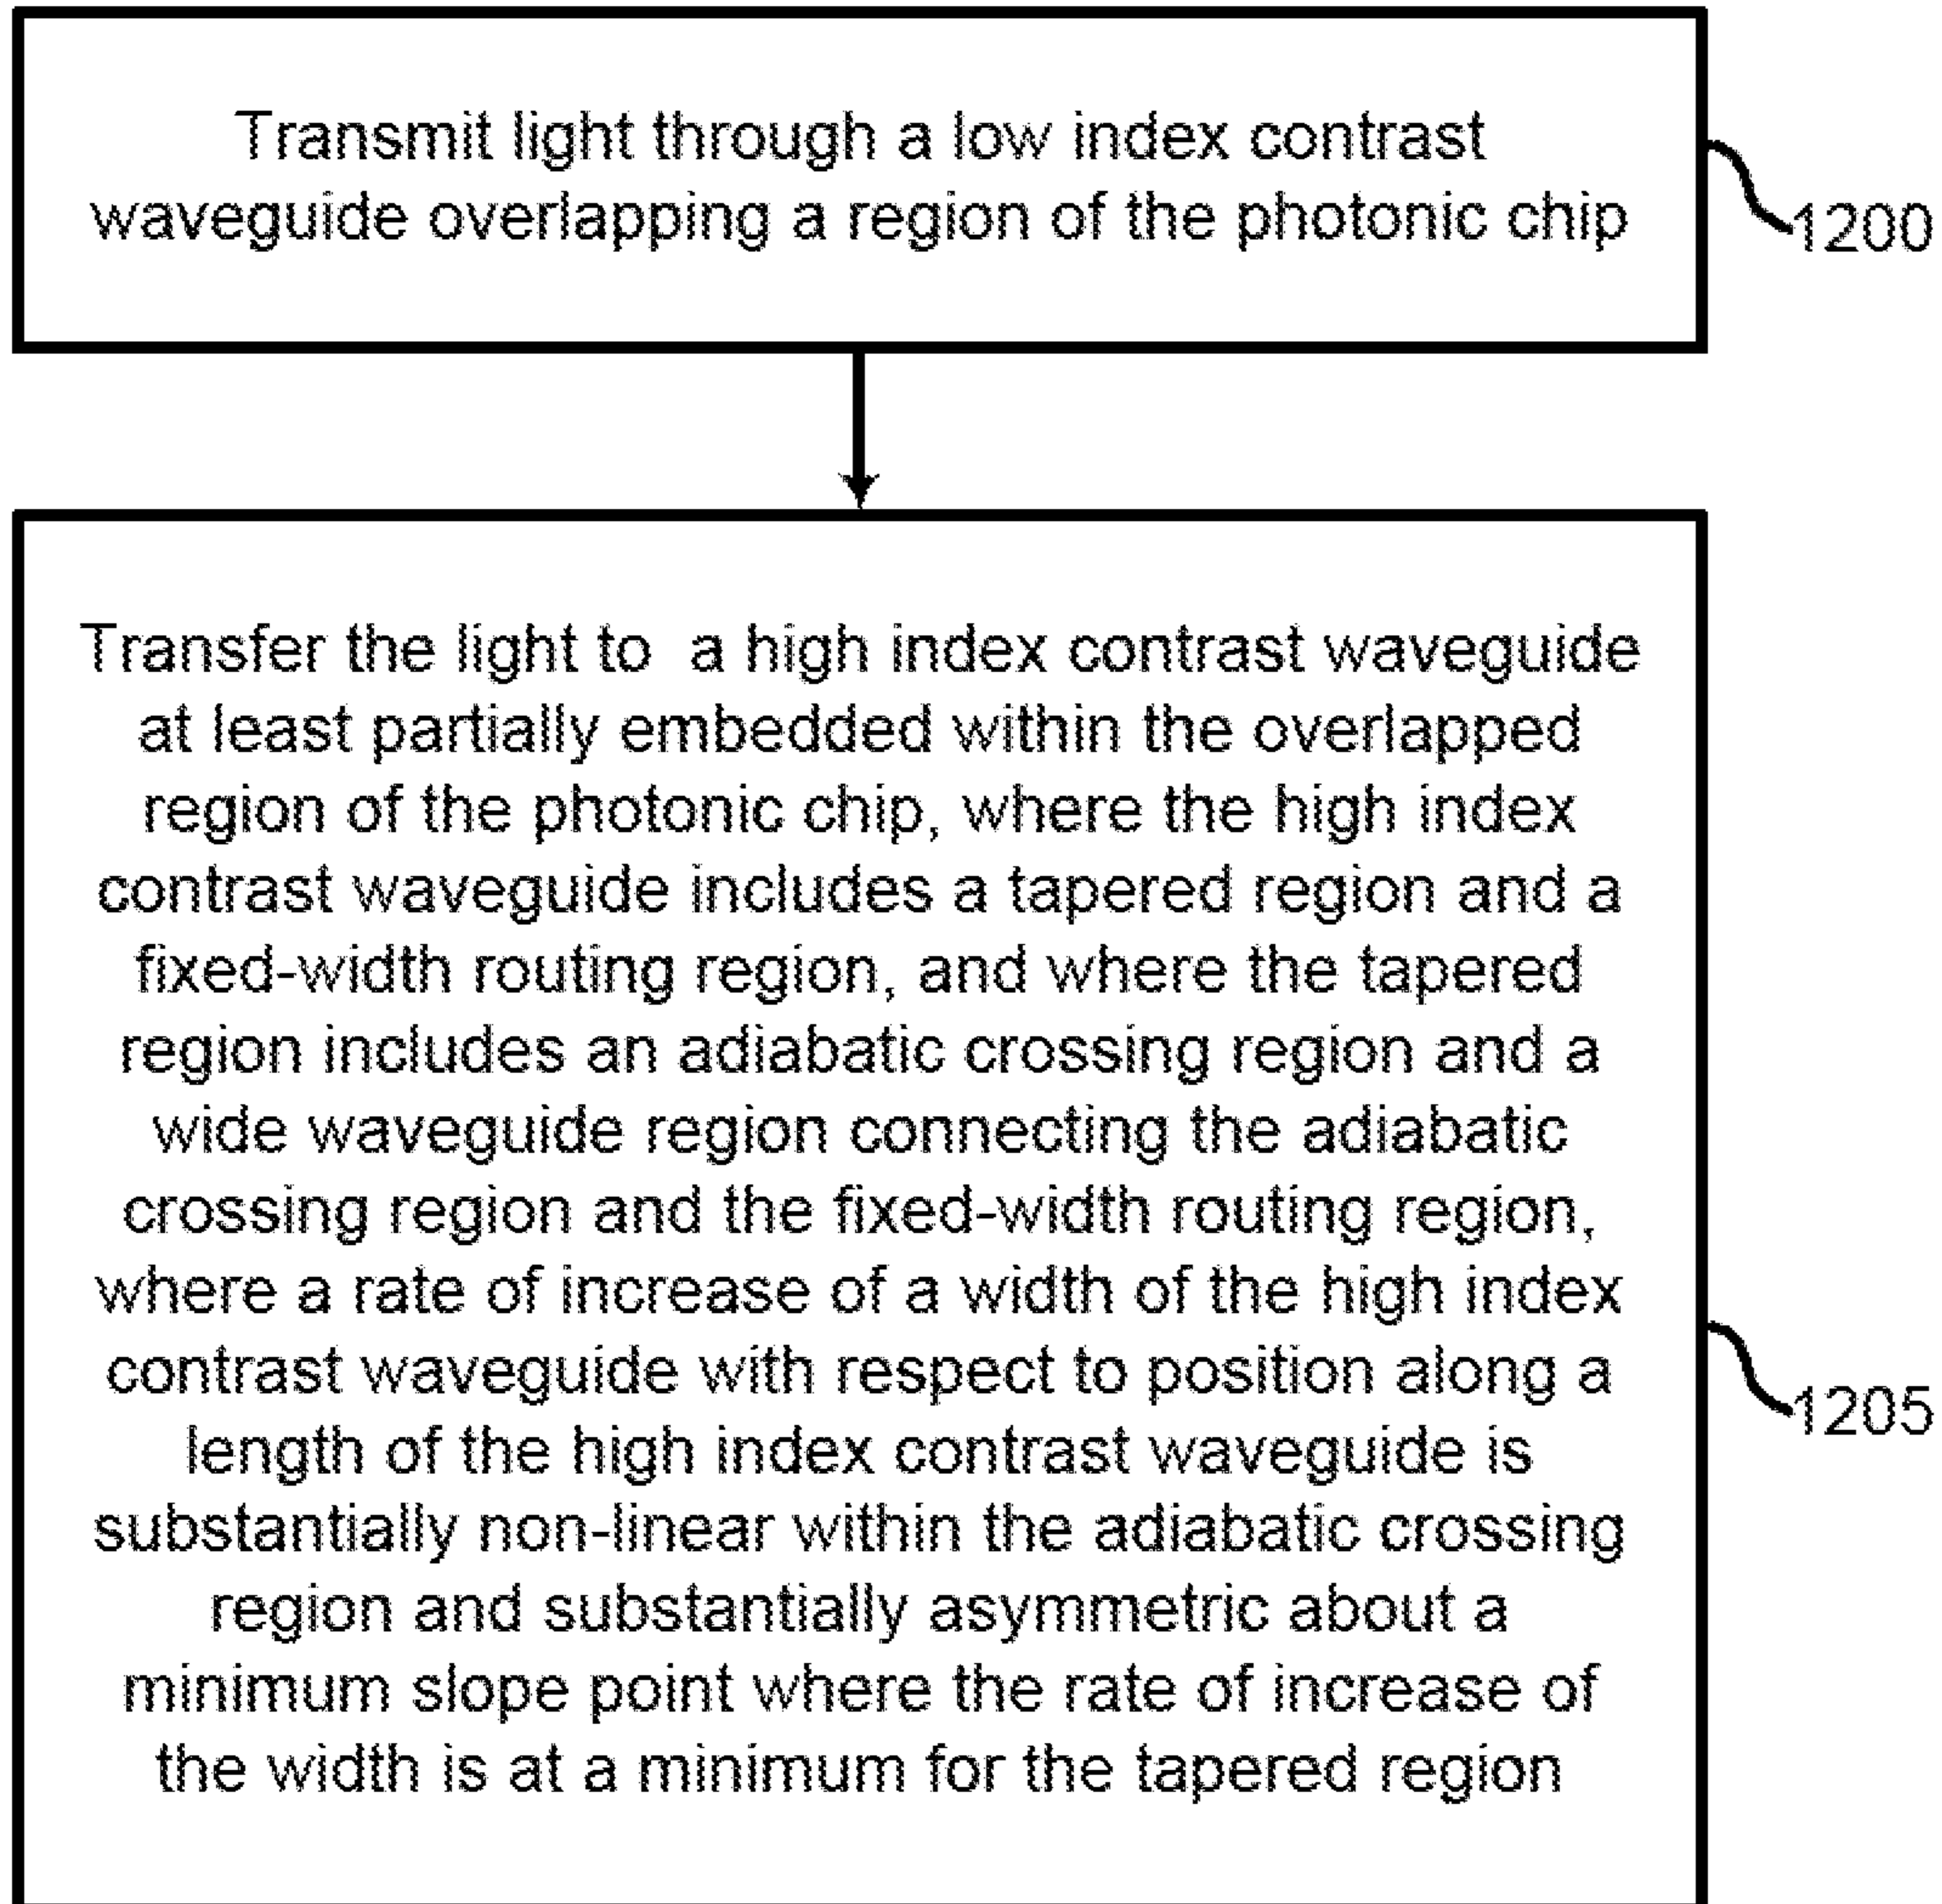 Transmit light through a low index contrast
waveguide overlapping a region of the photonic chip
1200
Transfer the light to a high index contrast waveguide
at least partially embedded within the overlapped
region of the photonic chip, where the high index
contrast waveguide includes a tapered region and a
fixed-width routing region, and where the tapered
region includes an adiabatic crossing region and a
wide waveguide region connecting the adiabatic
crossing region and the fixed-width routing region,
where a rate of increase of a width of the high index
contrast waveguide with respect to position along a
length of the high index contrast waveguide is
substantially non-linear within the adiabatic crossing
region and substantially asymmetric about a
minimum slope point where the rate of increase of
the width is at a minimum for the tapered region
1205